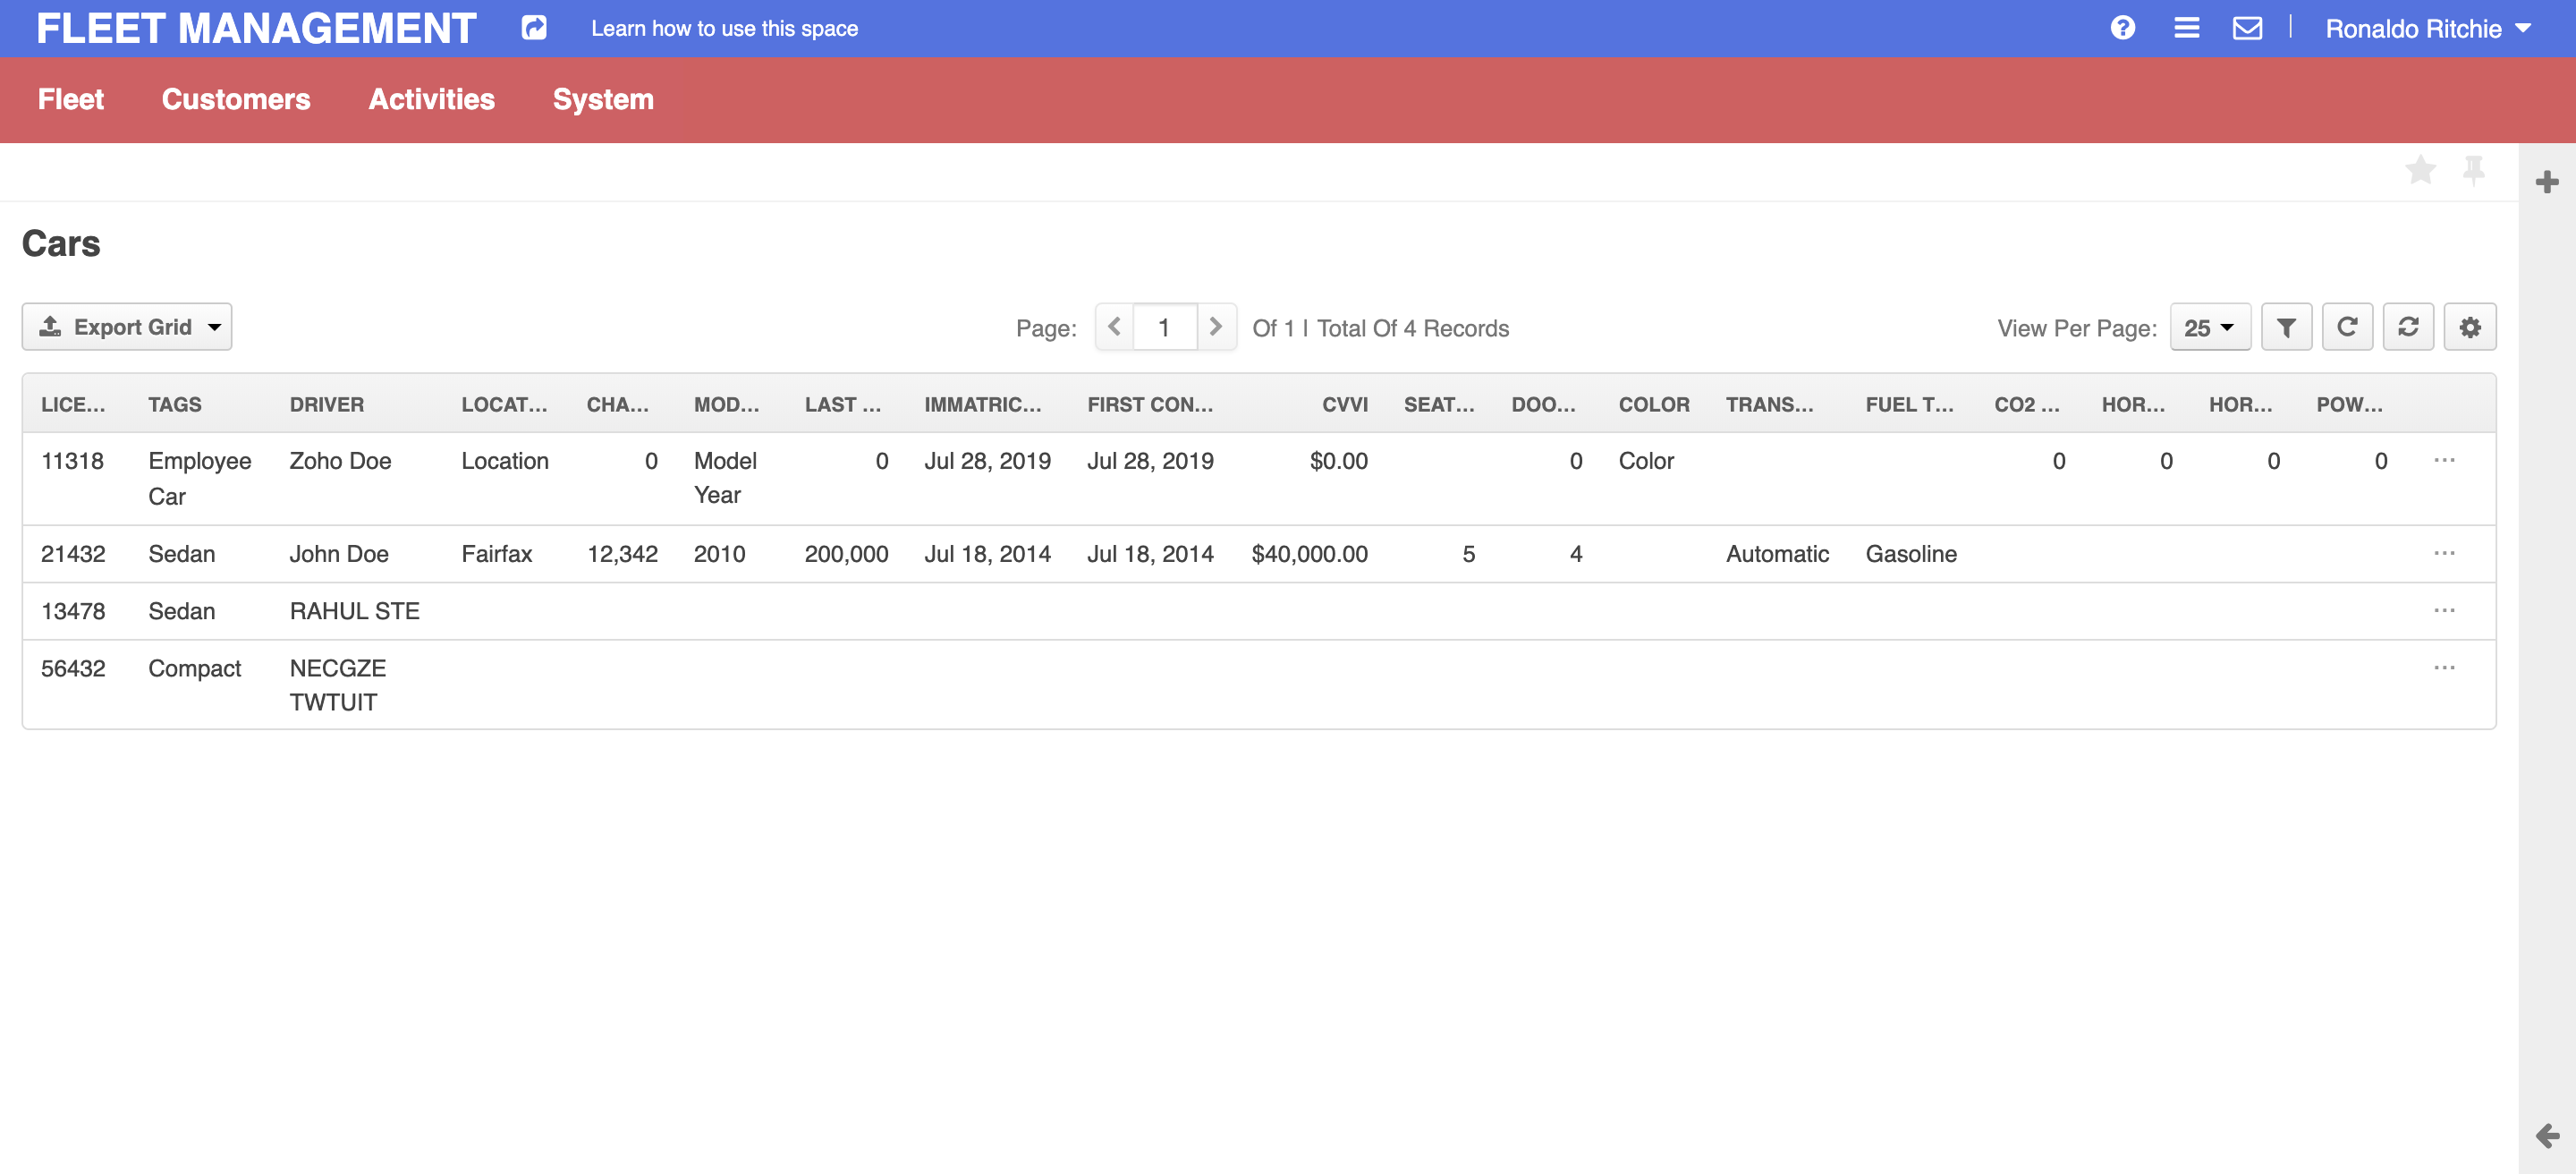 FLEET MANAGEMENT Learn how to use this space Ronaldo Ritchie
Fleet Customers Activities System
Cars
Export Grid Page: 1 Of 1 | Total Of 4 Records View Per Page: 25
LICE... TAGS DRIVER LOCAT... CHA... MOD... LAST ... IMMATRIC... FIRST CON... CVVI SEAT... DOO... COLOR TRANS... FUEL T... CO2 ... HOR... HOR... POW...
11318 Employee Zoho Doe Location 0 Model 0 Jul 28, 2019 Jul 28, 2019 $0.00 0 Color 0 0 0 0 ...
Car Year
21432 Sedan John Doe Fairfax 12,342 2010 200,000 Jul 18, 2014 Jul 18, 2014 $40,000.00 5 4 Automatic Gasoline ...
13478 Sedan RAHUL STE ...
56432 Compact NECGZE ...
TWTUIT